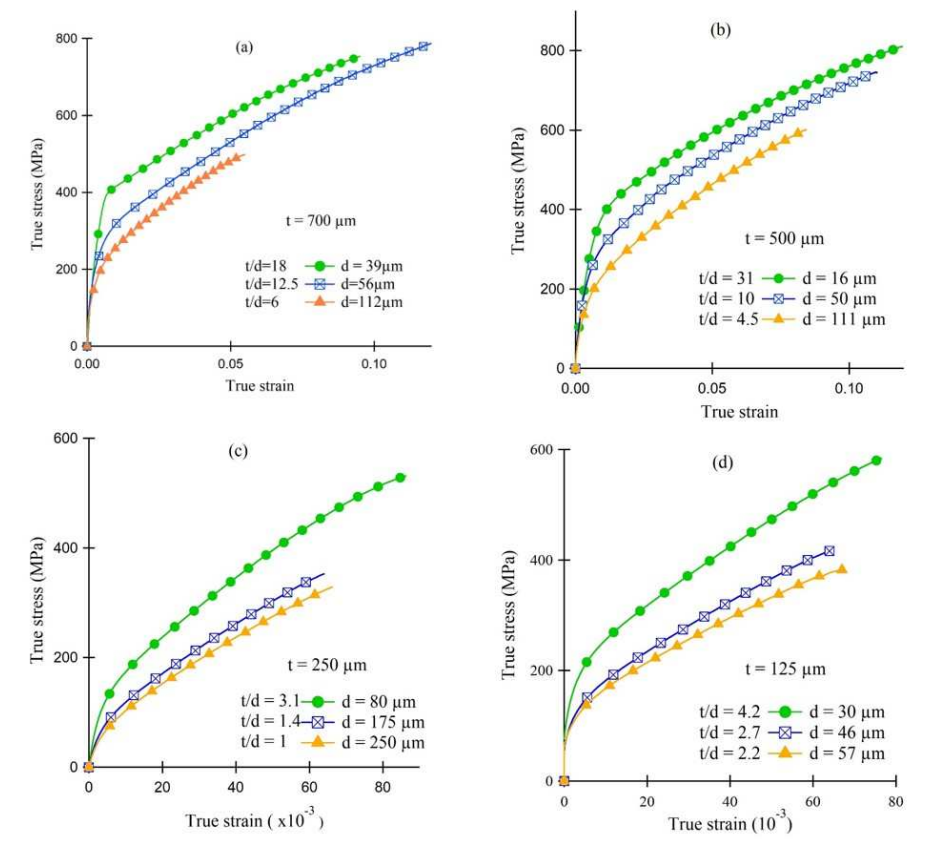 (a)
True stress (MPa)
800
600
400
200
0
0.00
0.05
0.10
True strain
t = 700 µm
t/d=18 d = 39µm
t/d=12.5 d=56µm
t/d=6 d=112µm
(b)
True stress (MPa)
800
600
400
200
0
0.00
0.05
0.10
True strain
t = 500 µm
t/d = 31 d = 16 µm
t/d = 10 d = 50 µm
t/d = 4.5 d = 111 µm
(c)
True stress (MPa)
600
400
200
0
0
20
40
60
80
True strain ( x10⁻³ )
t = 250 µm
t/d = 3.1 d = 80 µm
t/d = 1.4 d = 175 µm
t/d = 1 d = 250 µm
(d)
True stress (MPa)
600
400
200
0
0
20
40
60
80
True strain (10⁻³)
t = 125 µm
t/d = 4.2 d = 30 µm
t/d = 2.7 d = 46 µm
t/d = 2.2 d = 57 µm